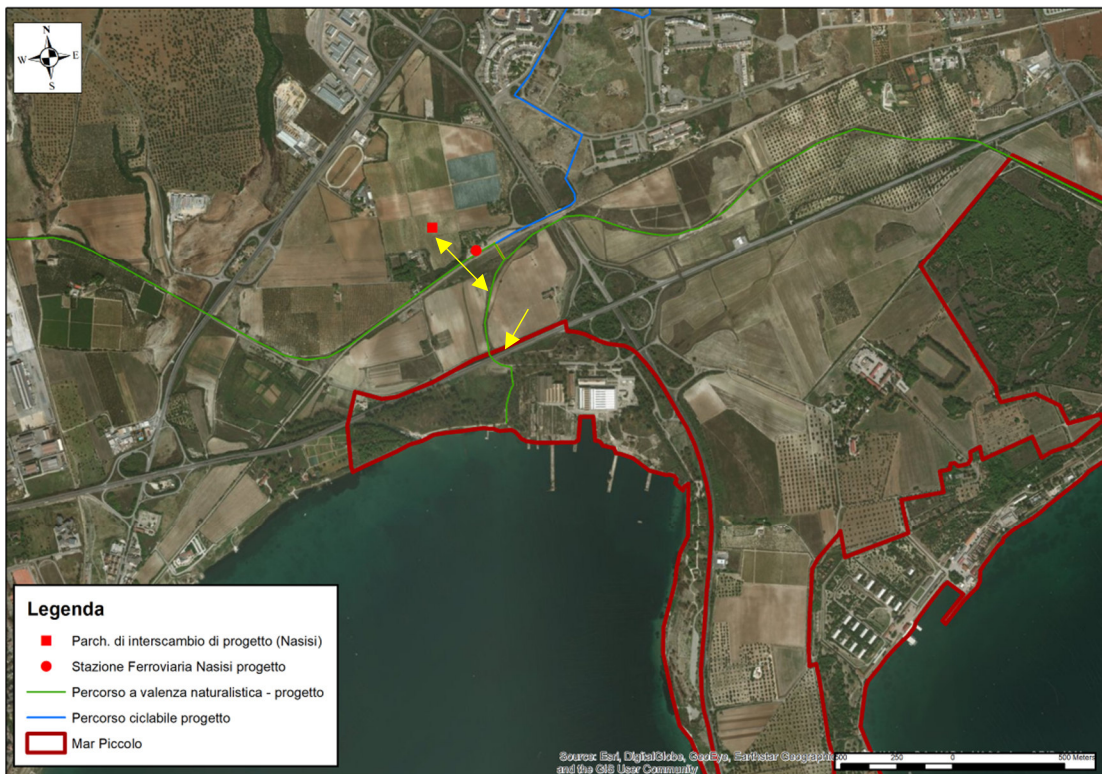 N
W E
S
Legenda
Parch. di interscambio di progetto (Nasisi)
Stazione Ferroviaria Nasisi progetto
Percorso a valenza naturalistica - progetto
Percorso ciclabile progetto
Mar Piccolo
Source: Esri, DigitalGlobe, GeoEye, Earthstar Geographi
and the GIS User Community
250 0 500 Meters